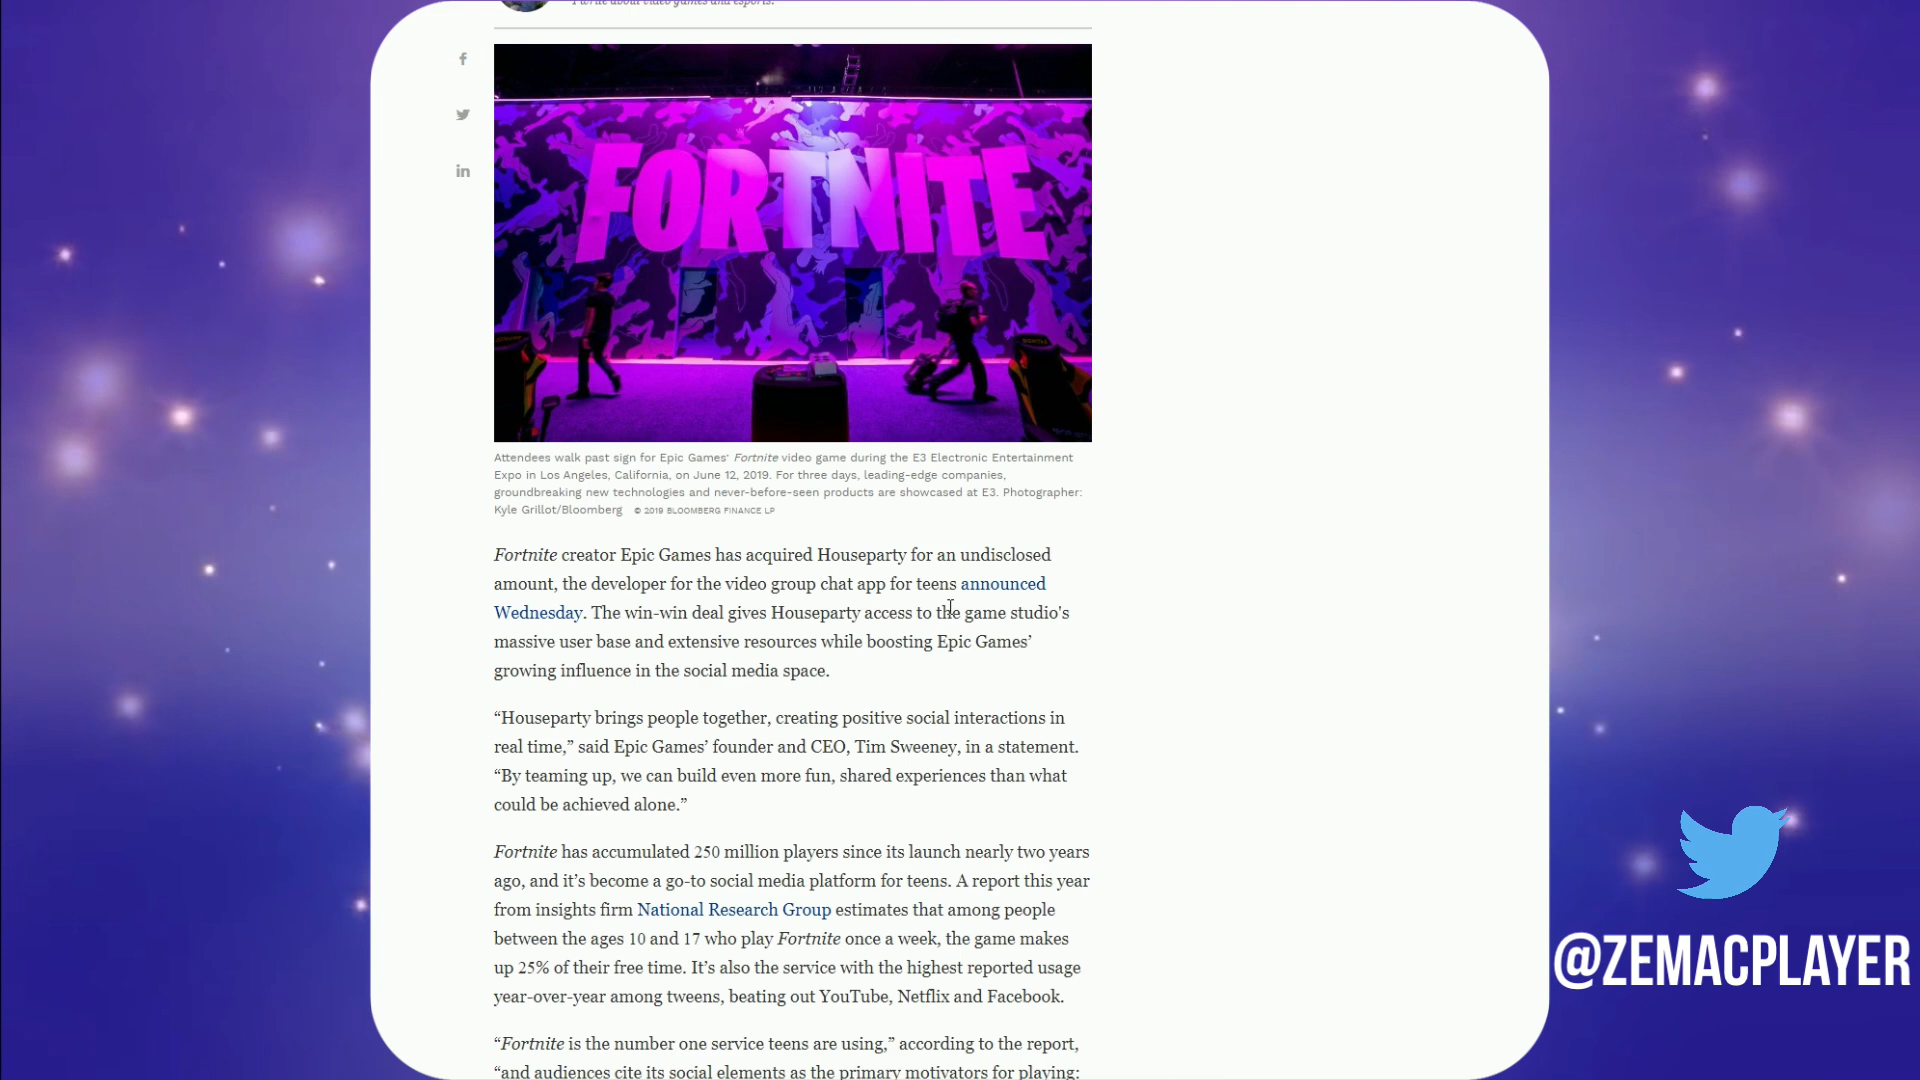 I write about video games and esports.
FORTNITE
Attendees walk past sign for Epic Games' Fortnite video game during the E3 Electronic Entertainment
Expo in Los Angeles, California, on June 12, 2019. For three days, leading-edge companies,
groundbreaking new technologies and never-before-seen products are showcased at E3. Photographer:
Kyle Grillot/Bloomberg © 2019 BLOOMBERG FINANCE LP
Fortnite creator Epic Games has acquired Houseparty for an undisclosed
amount, the developer for the video group chat app for teens announced
Wednesday. The win-win deal gives Houseparty access to the game studio's
massive user base and extensive resources while boosting Epic Games’
growing influence in the social media space.
“Houseparty brings people together, creating positive social interactions in
real time,” said Epic Games’ founder and CEO, Tim Sweeney, in a statement.
“By teaming up, we can build even more fun, shared experiences than what
could be achieved alone.”
Fortnite has accumulated 250 million players since its launch nearly two years
ago, and it’s become a go-to social media platform for teens. A report this year
from insights firm National Research Group estimates that among people
between the ages 10 and 17 who play Fortnite once a week, the game makes
up 25% of their free time. It’s also the service with the highest reported usage
year-over-year among tweens, beating out YouTube, Netflix and Facebook.
“Fortnite is the number one service teens are using,” according to the report,
“and audiences cite its social elements as the primary motivators for playing:
@ZEMACPLAYER